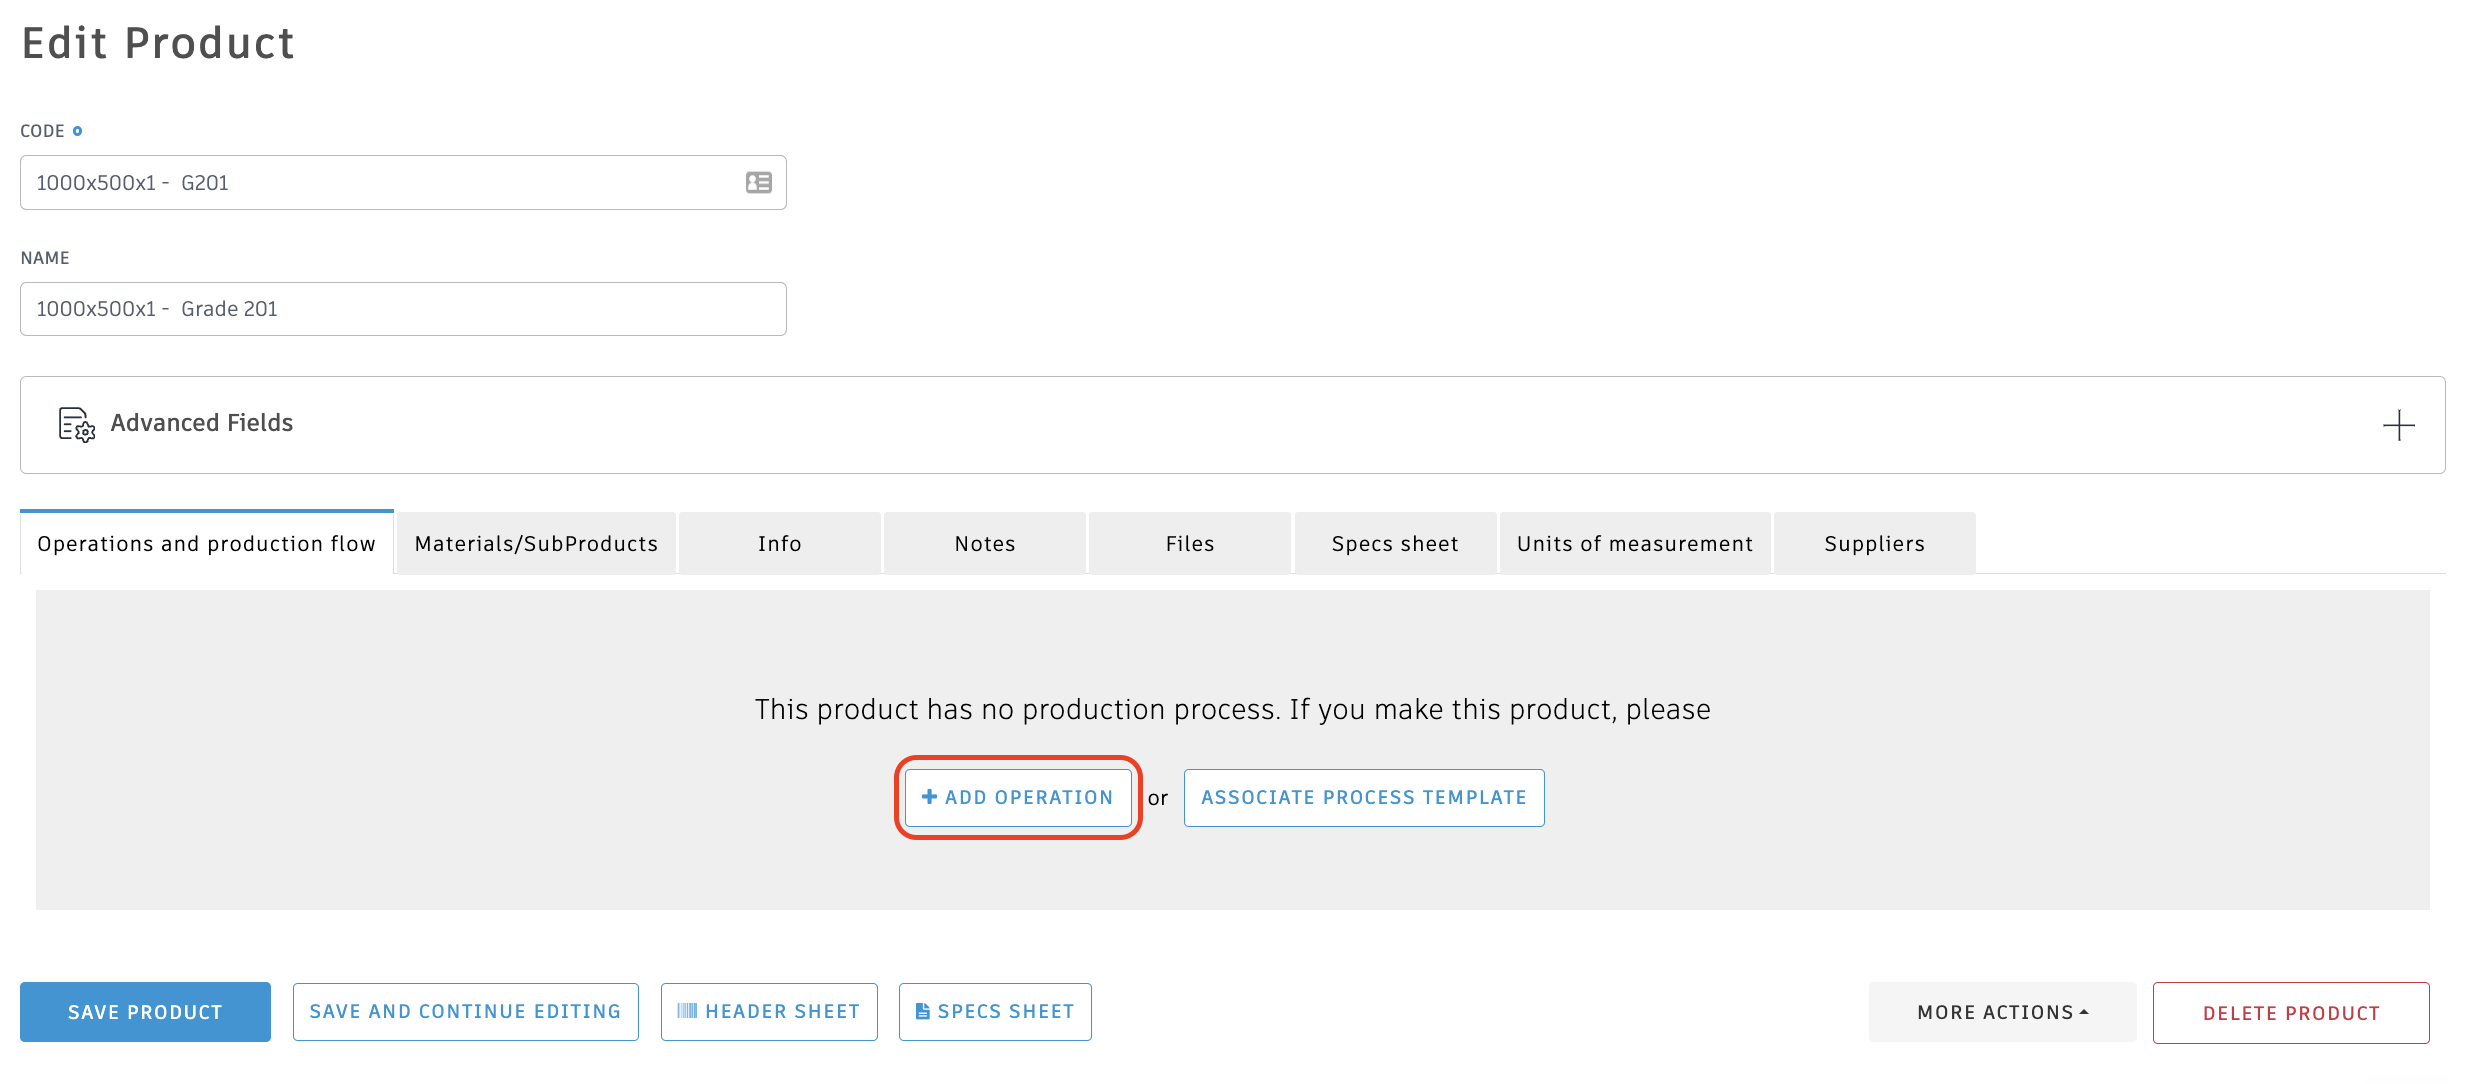 Edit Product
CODE
1000x500x1 - G201
NAME
1000x500x1 - Grade 201
Advanced Fields
Operations and production flow Materials/SubProducts Info Notes Files Specs sheet Units of measurement Suppliers
This product has no production process. If you make this product, please
+ ADD OPERATION or ASSOCIATE PROCESS TEMPLATE
SAVE PRODUCT SAVE AND CONTINUE EDITING HEADER SHEET SPECS SHEET MORE ACTIONS DELETE PRODUCT